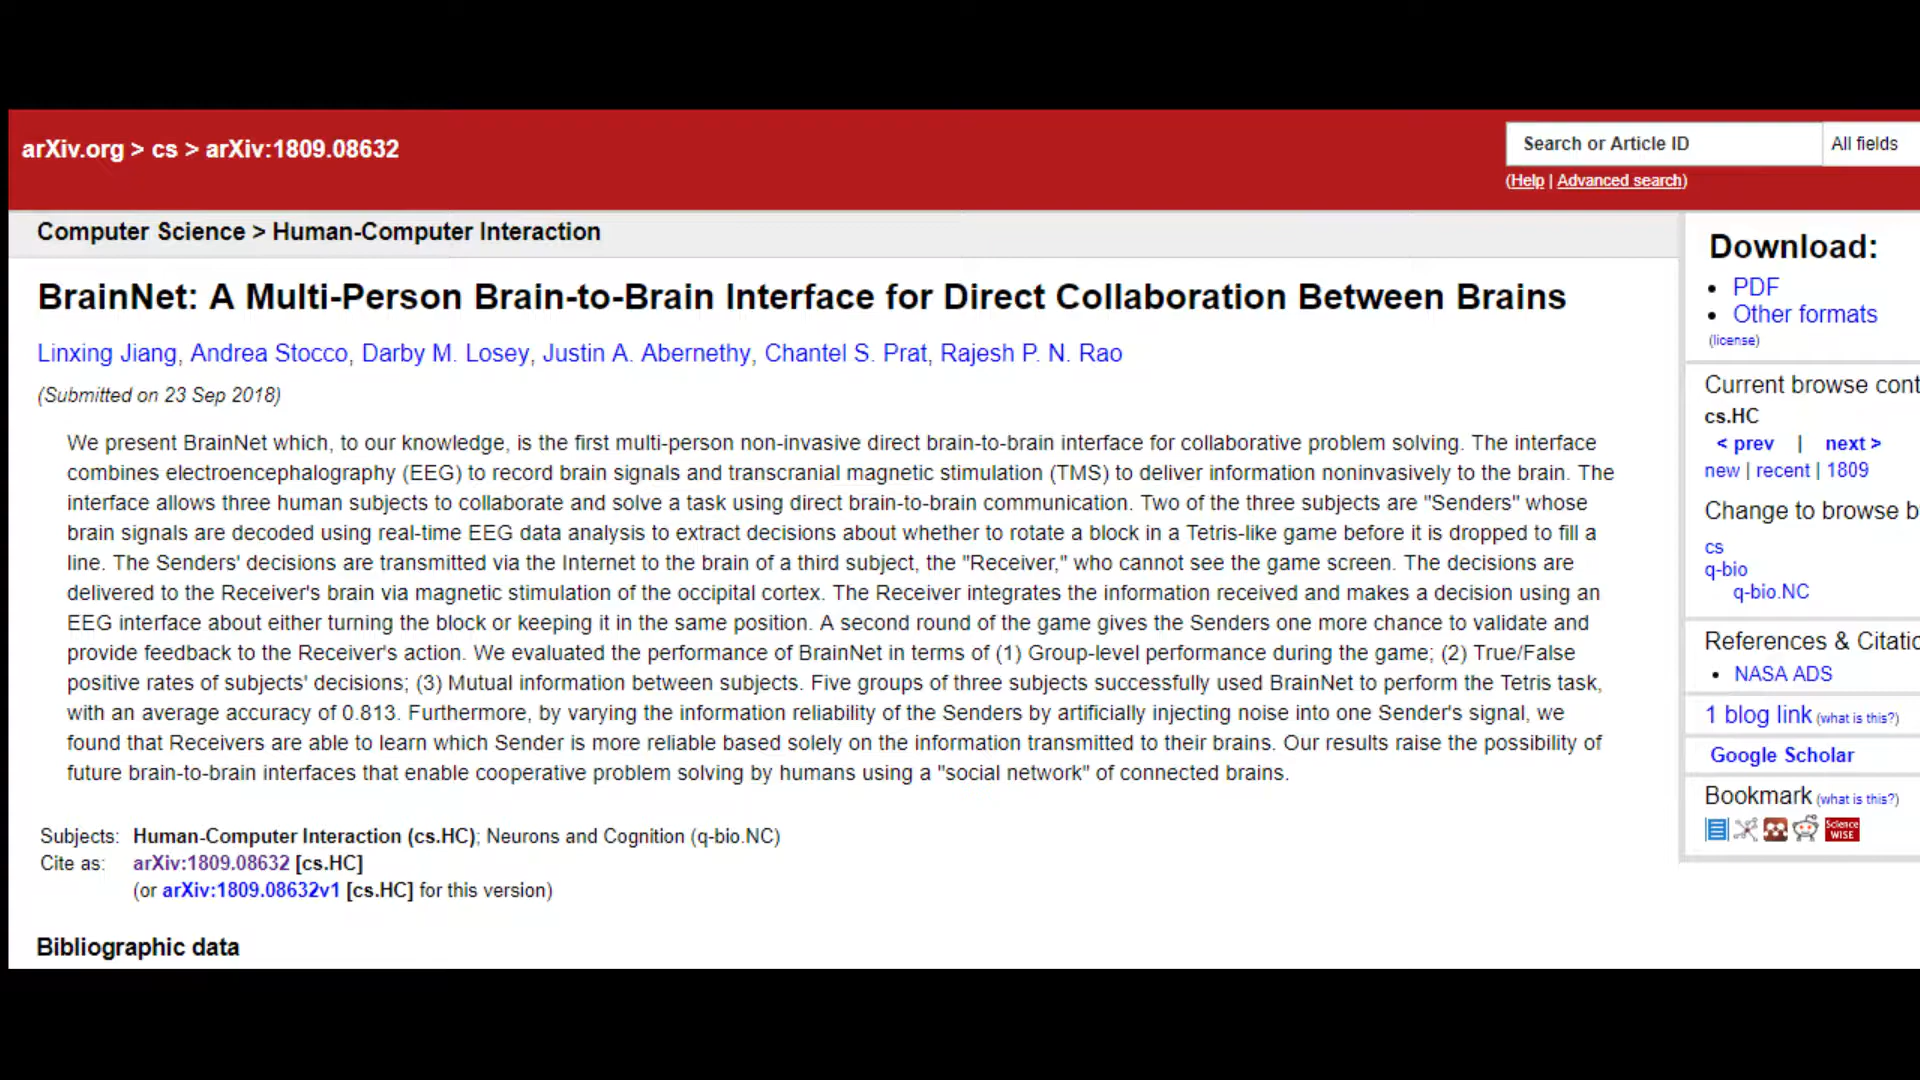 arXiv.org > cs > arXiv:1809.08632
Search or Article ID
All fields
(Help | Advanced search)
Computer Science > Human-Computer Interaction
BrainNet: A Multi-Person Brain-to-Brain Interface for Direct Collaboration Between Brains
Linxing Jiang, Andrea Stocco, Darby M. Losey, Justin A. Abernethy, Chantel S. Prat, Rajesh P. N. Rao
(Submitted on 23 Sep 2018)
We present BrainNet which, to our knowledge, is the first multi-person non-invasive direct brain-to-brain interface for collaborative problem solving. The interface
combines electroencephalography (EEG) to record brain signals and transcranial magnetic stimulation (TMS) to deliver information noninvasively to the brain. The
interface allows three human subjects to collaborate and solve a task using direct brain-to-brain communication. Two of the three subjects are "Senders" whose
brain signals are decoded using real-time EEG data analysis to extract decisions about whether to rotate a block in a Tetris-like game before it is dropped to fill a
line. The Senders' decisions are transmitted via the Internet to the brain of a third subject, the "Receiver," who cannot see the game screen. The decisions are
delivered to the Receiver's brain via magnetic stimulation of the occipital cortex. The Receiver integrates the information received and makes a decision using an
EEG interface about either turning the block or keeping it in the same position. A second round of the game gives the Senders one more chance to validate and
provide feedback to the Receiver's action. We evaluated the performance of BrainNet in terms of (1) Group-level performance during the game; (2) True/False
positive rates of subjects' decisions; (3) Mutual information between subjects. Five groups of three subjects successfully used BrainNet to perform the Tetris task,
with an average accuracy of 0.813. Furthermore, by varying the information reliability of the Senders by artificially injecting noise into one Sender's signal, we
found that Receivers are able to learn which Sender is more reliable based solely on the information transmitted to their brains. Our results raise the possibility of
future brain-to-brain interfaces that enable cooperative problem solving by humans using a "social network" of connected brains.
Subjects: Human-Computer Interaction (cs.HC); Neurons and Cognition (q-bio.NC)
Cite as: arXiv:1809.08632 [cs.HC]
(or arXiv:1809.08632v1 [cs.HC] for this version)
Bibliographic data
Download:
• PDF
• Other formats
(license)
Current browse cont
cs.HC
< prev | next >
new | recent | 1809
Change to browse b
cs
q-bio
q-bio.NC
References & Citatio
• NASA ADS
1 blog link (what is this?)
Google Scholar
Bookmark (what is this?)
Science
WISE